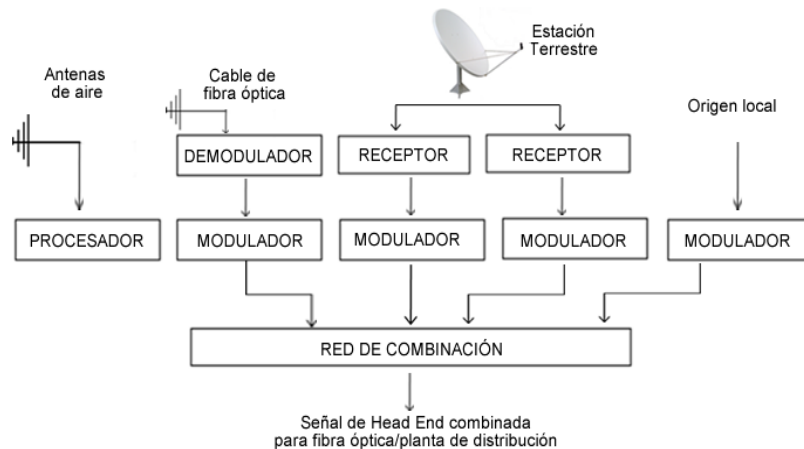 Estación
Terrestre
Antenas
de aire
Cable de
fibra óptica
Origen local
DEMODULADOR
RECEPTOR
RECEPTOR
PROCESADOR
MODULADOR
MODULADOR
MODULADOR
MODULADOR
RED DE COMBINACIÓN
Señal de Head End combinada
para fibra óptica/planta de distribución